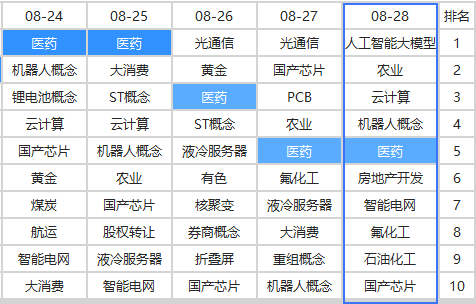 08-24 08-25 08-26 08-27 08-28 排名
医药 医药 光通信 光通信 人工智能大模型 1
机器人概念 大消费 黄金 国产芯片 农业 2
锂电池概念 ST概念 医药 PCB 云计算 3
云计算 云计算 ST概念 农业 机器人概念 4
国产芯片 机器人概念 液冷服务器 医药 医药 5
黄金 农业 有色 氟化工 房地产开发 6
煤炭 国产芯片 核聚变 液冷服务器 智能电网 7
航运 股权转让 券商概念 大消费 氟化工 8
智能电网 液冷服务器 折叠屏 重组概念 石油化工 9
大消费 智能电网 国产芯片 机器人概念 国产芯片 10